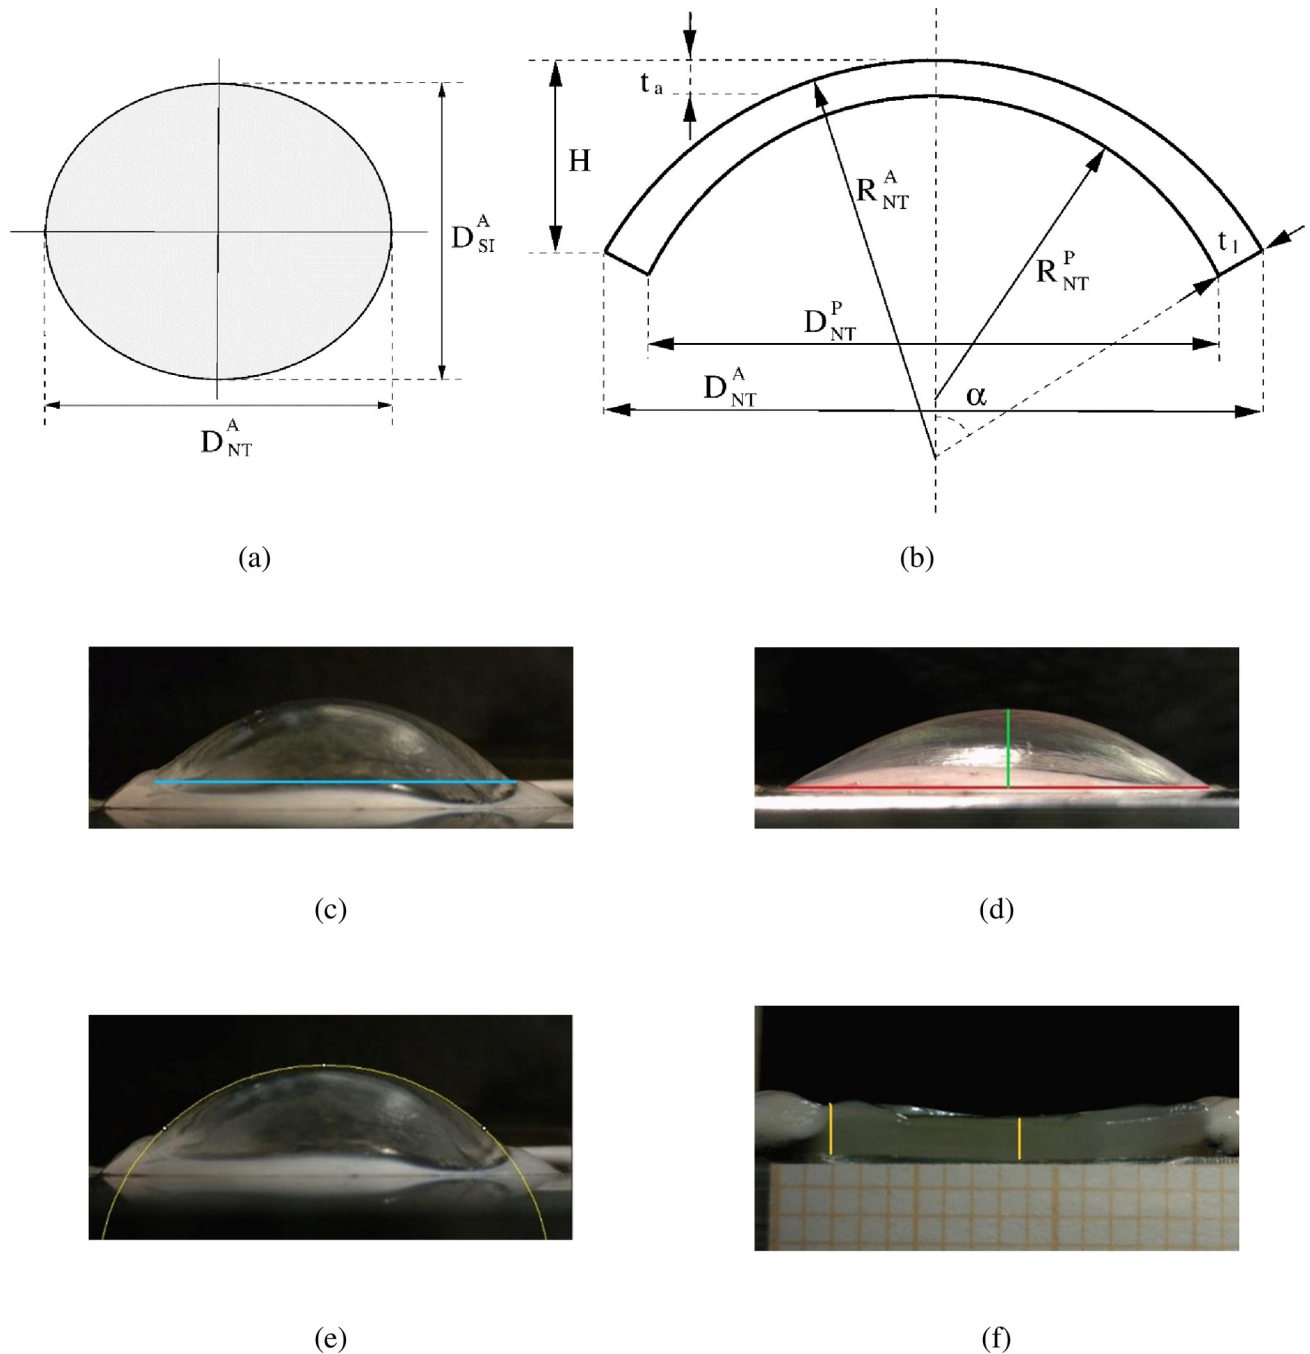 D A SI
D A NT
(a)
H
t a
R A NT
R P NT
t l
D P NT
D A NT
α
(b)
(c)
(d)
(e)
(f)